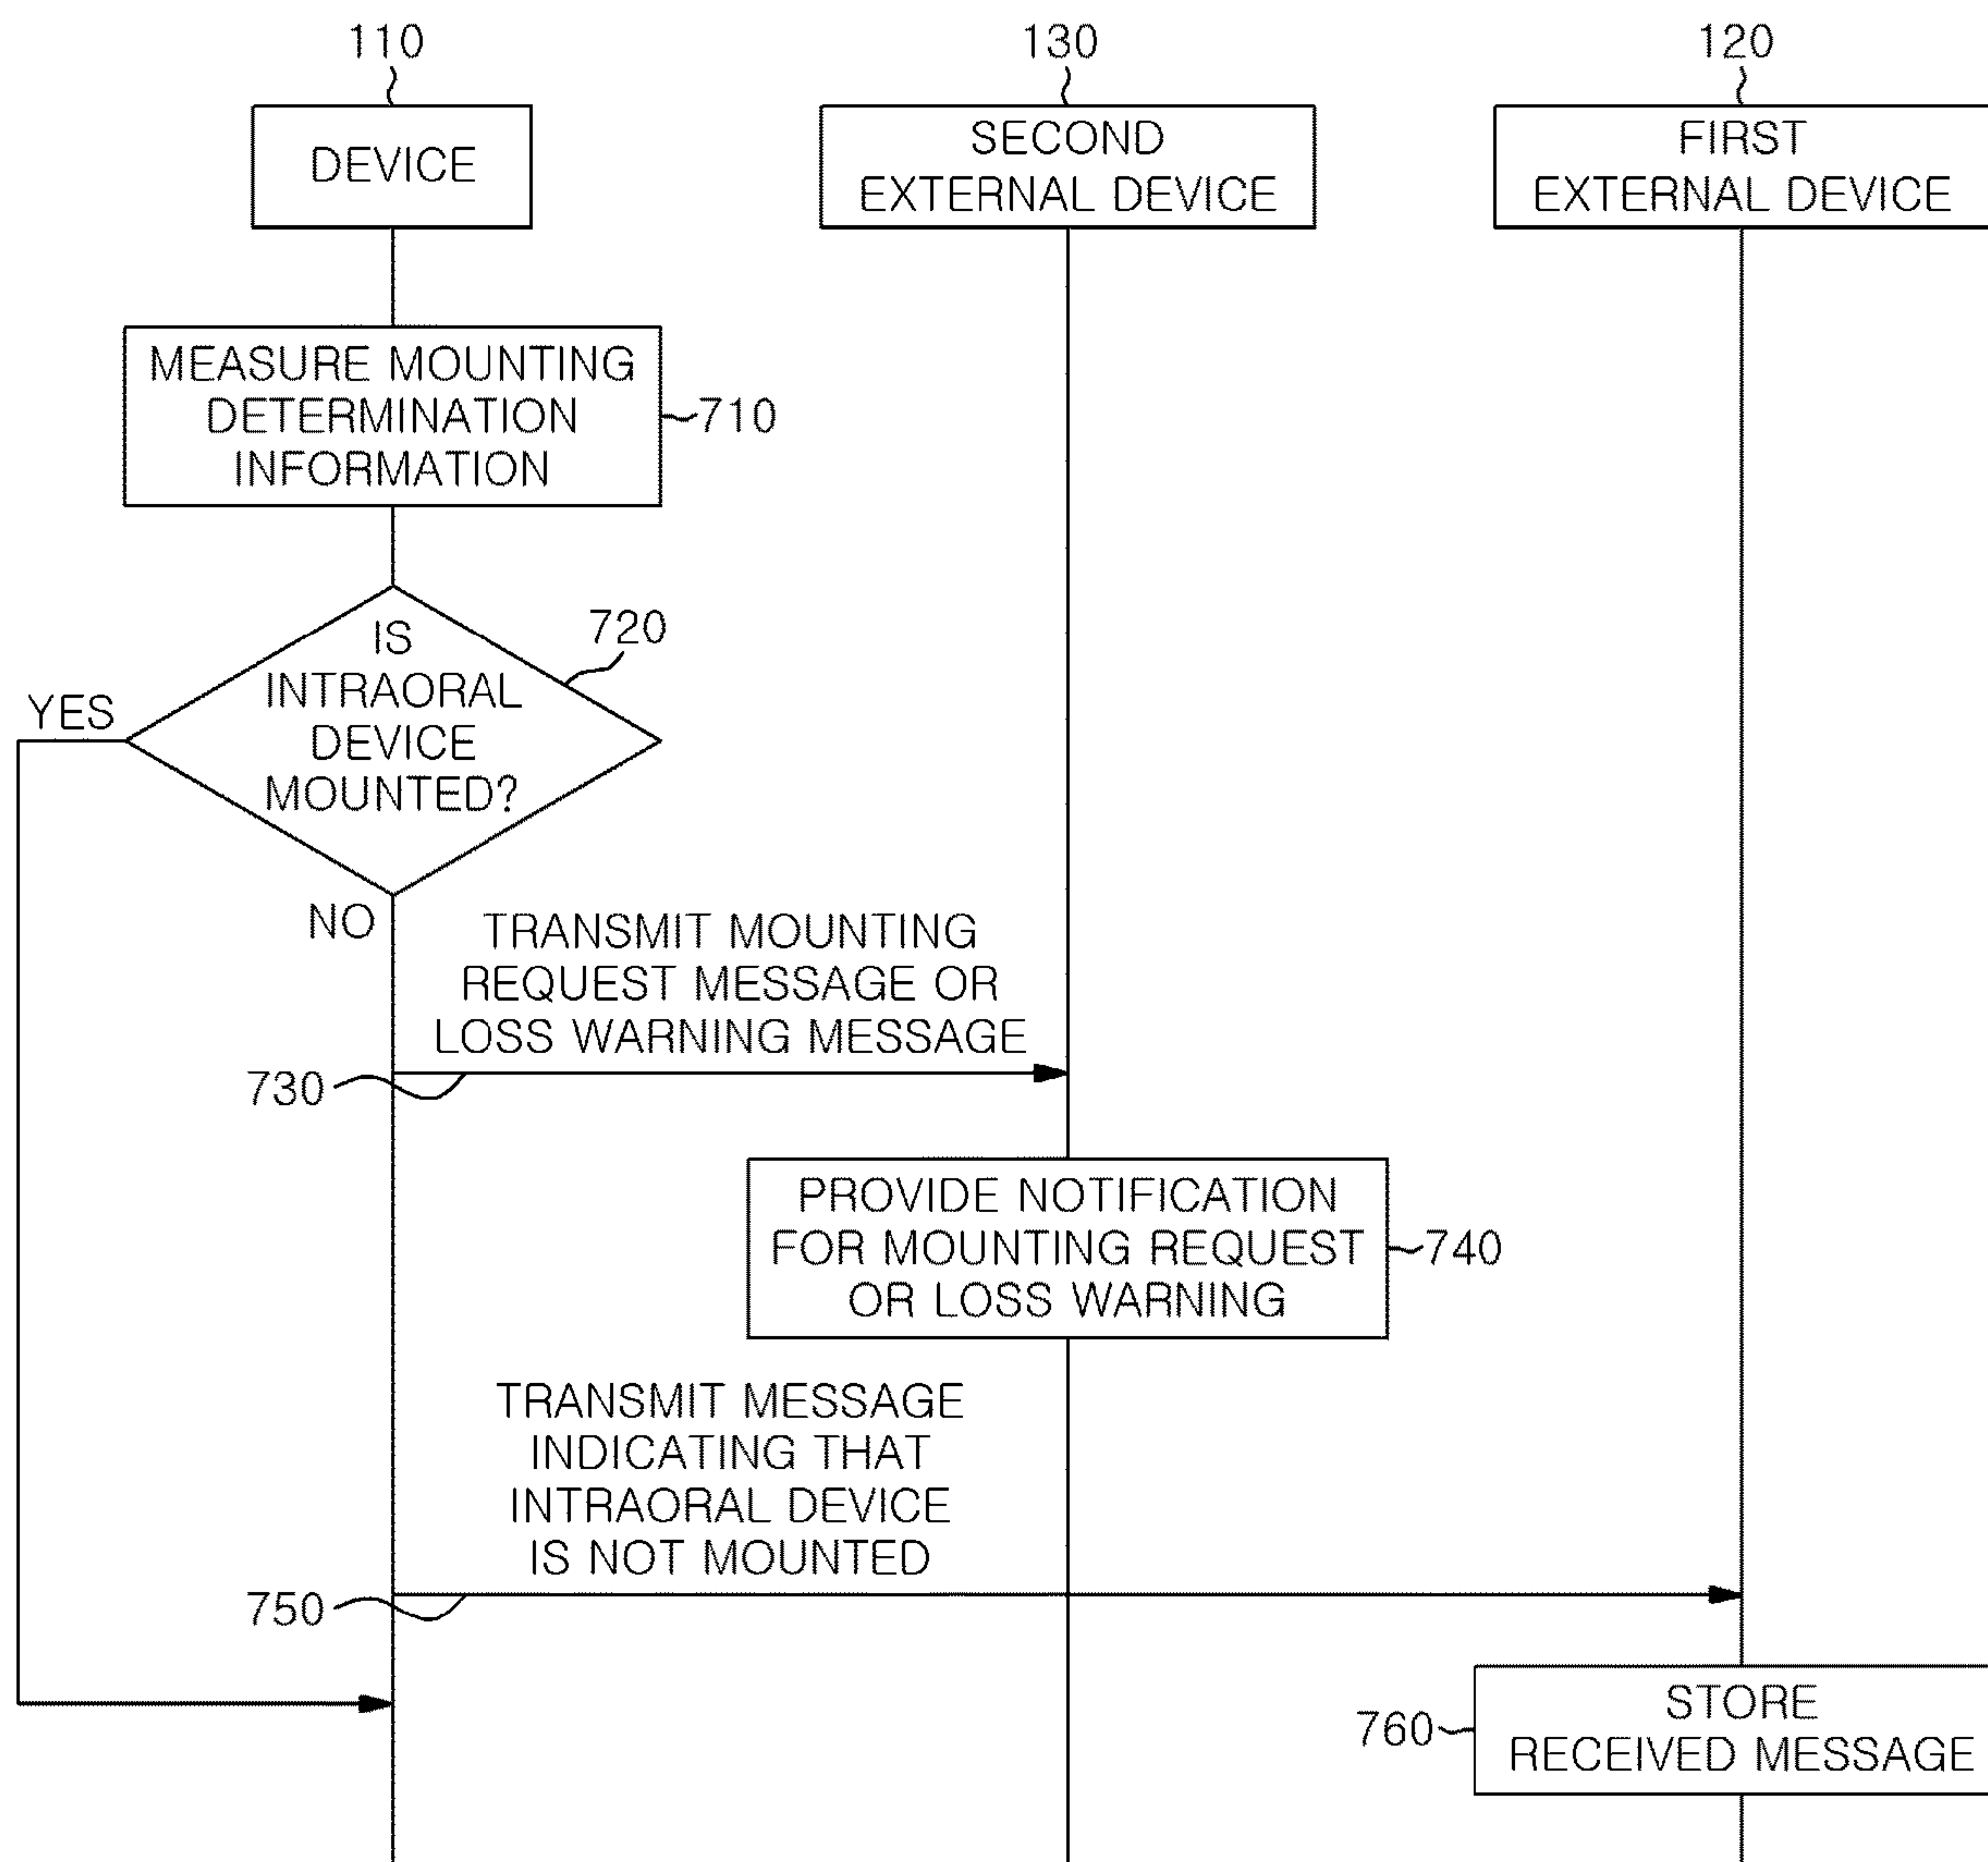 110
130
120
DEVICE
SECOND
EXTERNAL DEVICE
FIRST
EXTERNAL DEVICE
MEASURE MOUNTING
DETERMINATION
INFORMATION
710
IS
INTRAORAL
DEVICE
MOUNTED?
720
YES
NO
TRANSMIT MOUNTING
REQUEST MESSAGE OR
LOSS WARNING MESSAGE
730
PROVIDE NOTIFICATION
FOR MOUNTING REQUEST
OR LOSS WARNING
740
TRANSMIT MESSAGE
INDICATING THAT
INTRAORAL DEVICE
IS NOT MOUNTED
750
760
STORE
RECEIVED MESSAGE